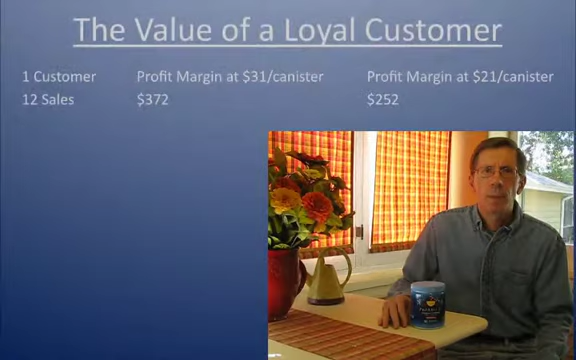 The Value of a Loyal Customer
1 Customer Profit Margin at $31/canister Profit Margin at $21/canister
12 Sales $372 $252